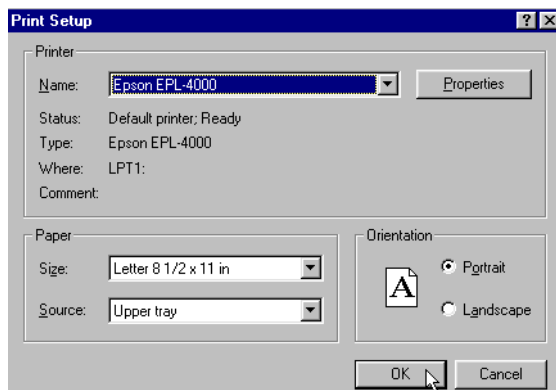 Print Setup
Printer
Name: Epson EPL-4000 Properties
Status: Default printer; Ready
Type: Epson EPL-4000
Where: LPT1:
Comment:
Paper
Size: Letter 8 1/2 x 11 in
Source: Upper tray
Orientation
A
Portrait
Landscape
OK Cancel